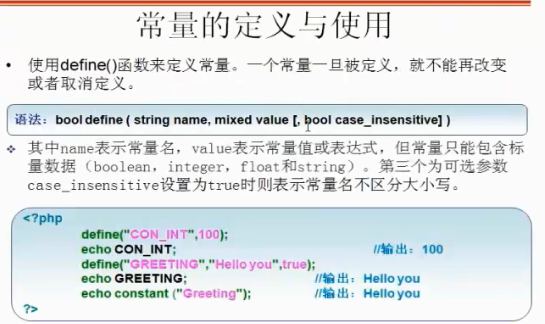 常量的定义与使用
• 使用define()函数来定义常量。一个常量一旦被定义，就不能再改变
或者取消定义。
语法：bool define ( string name, mixed value [, bool case_insensitive] )
❖ 其中name表示常量名，value表示常量值或表达式，但常量只能包含标
量数据（boolean，integer，float和string）。第三个为可选参数
case_insensitive设置为true时则表示常量名不区分大小写。
<?php
define("CON_INT",100);
echo CON_INT; //输出：100
define("GREETING","Hello you",true);
echo GREETING; //输出：Hello you
echo constant ("Greeting"); //输出：Hello you
?>